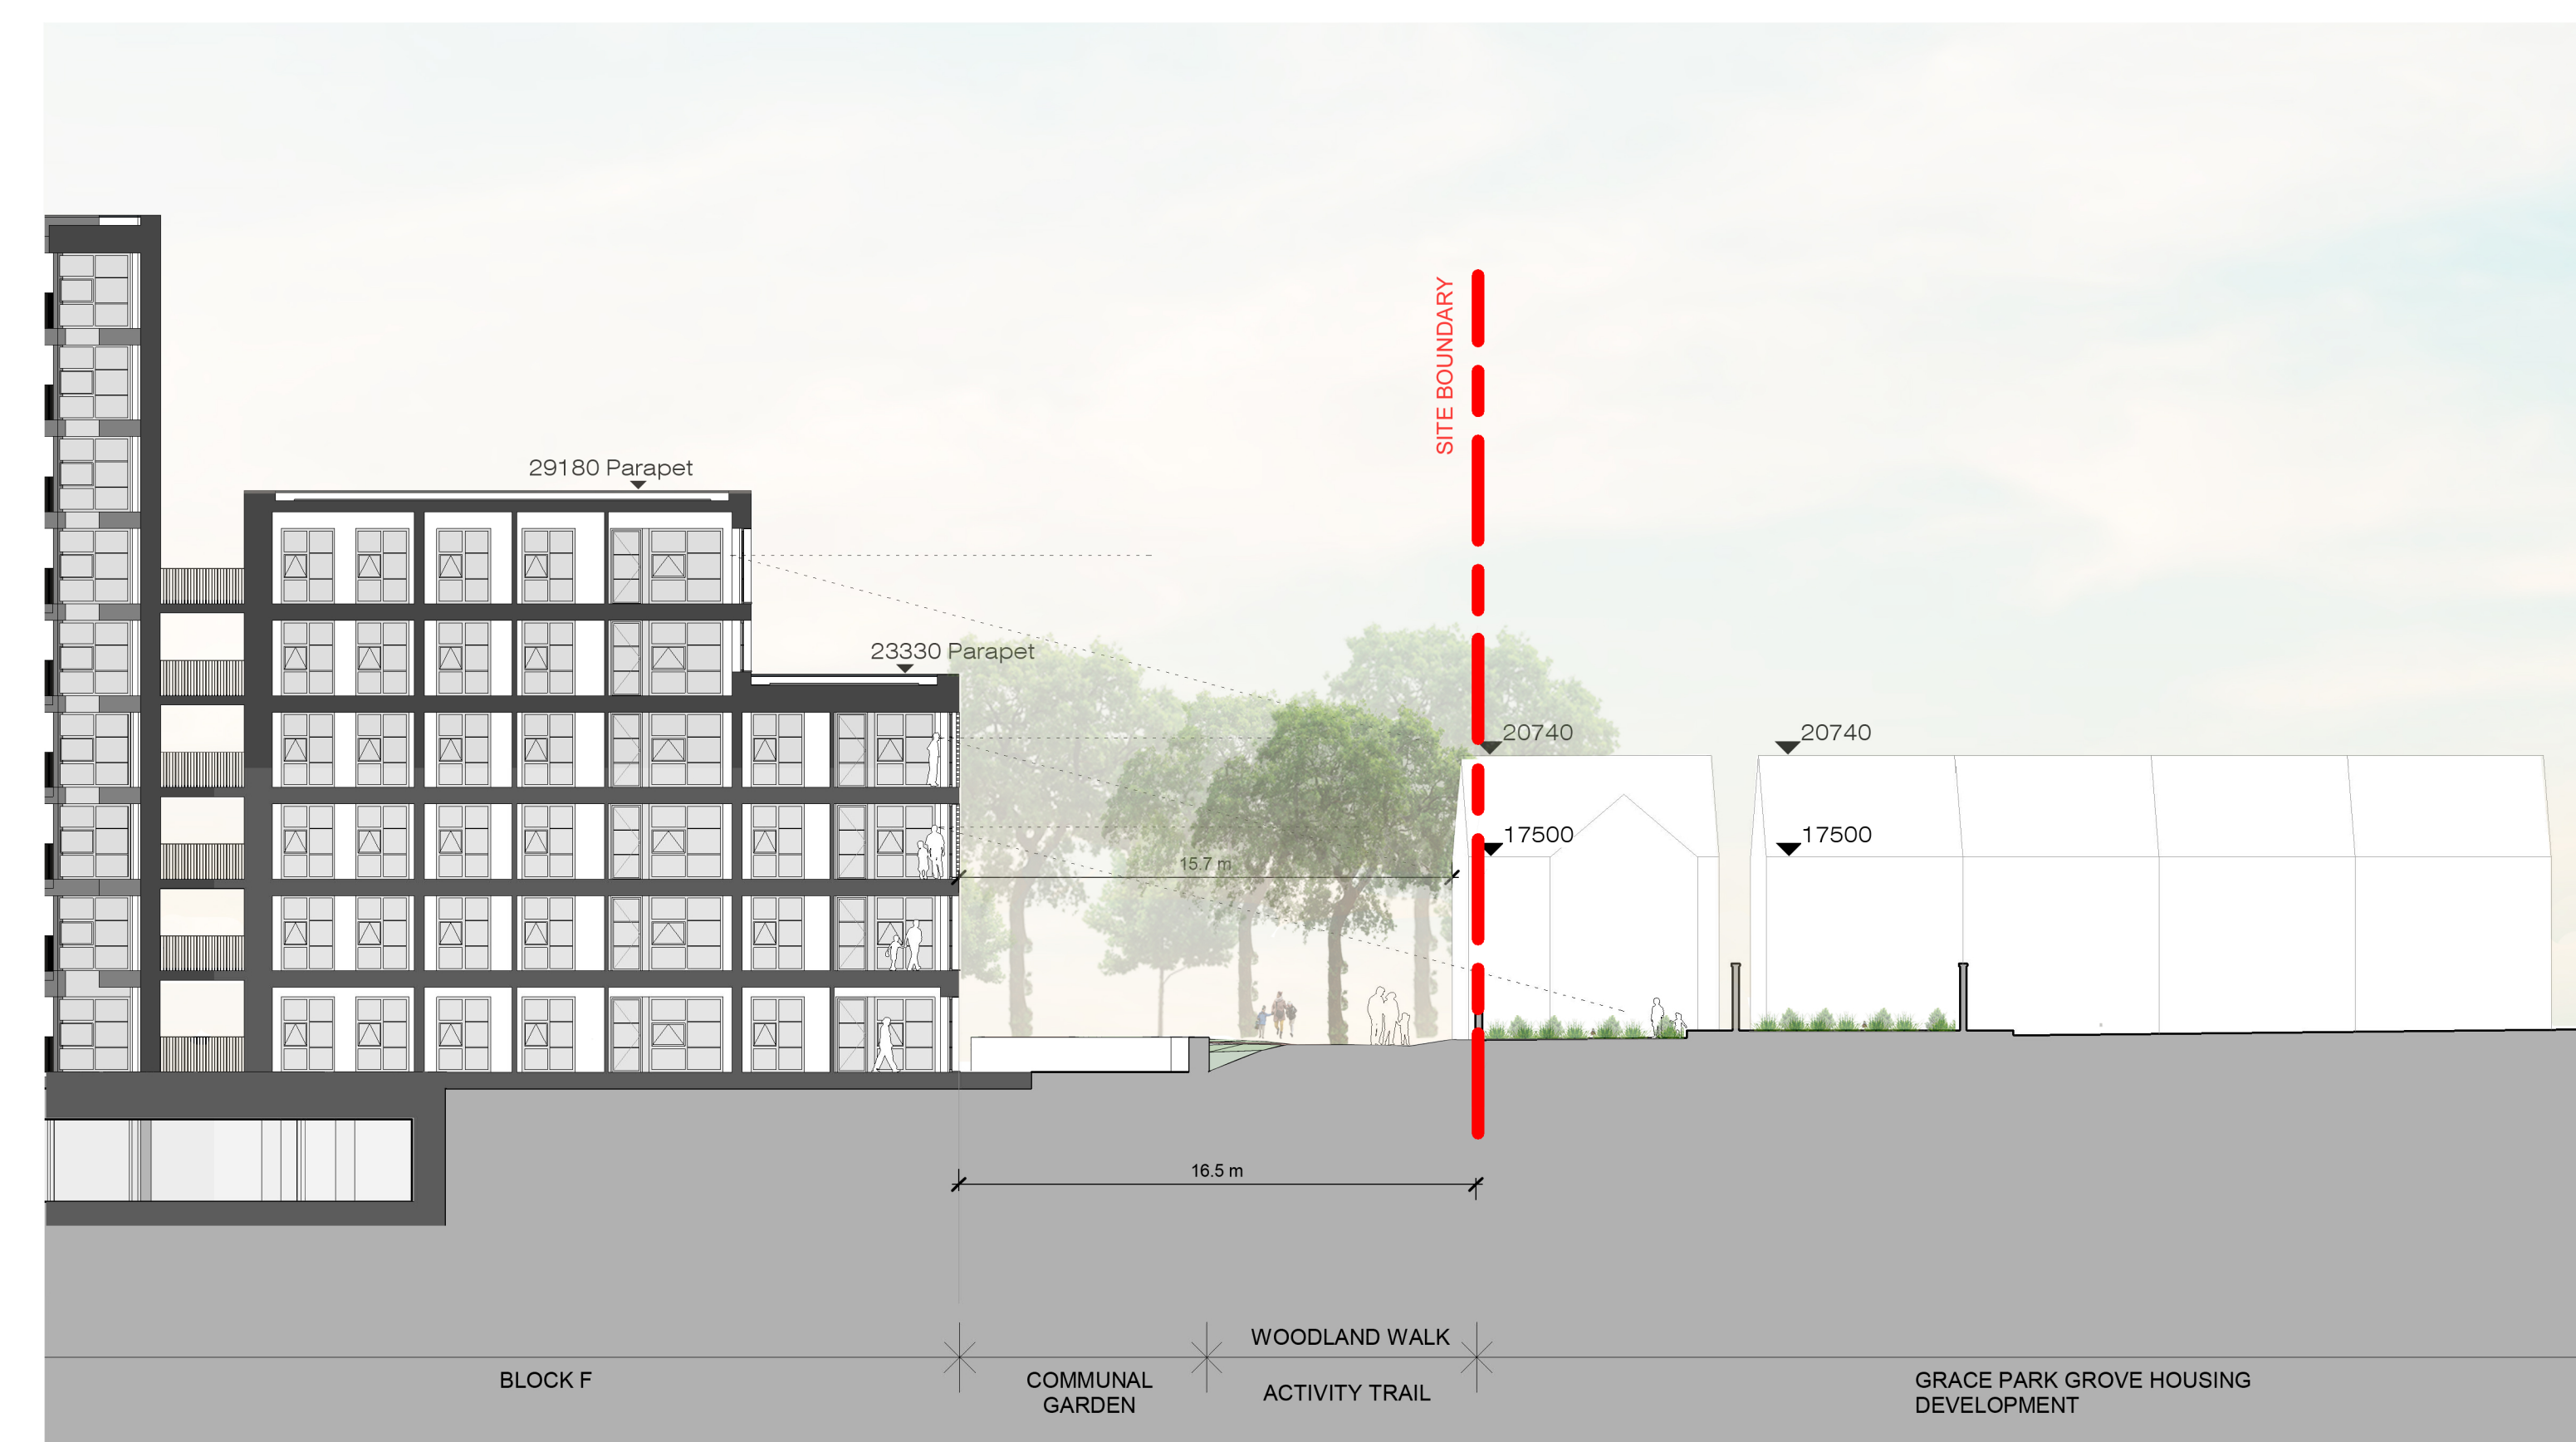 SITE BOUNDARY
29180 Parapet
23330 Parapet
20740
20740
17500
17500
15.7 m
16.5 m
WOODLAND WALK
BLOCK F
COMMUNAL
GARDEN
ACTIVITY TRAIL
GRACE PARK GROVE HOUSING
DEVELOPMENT